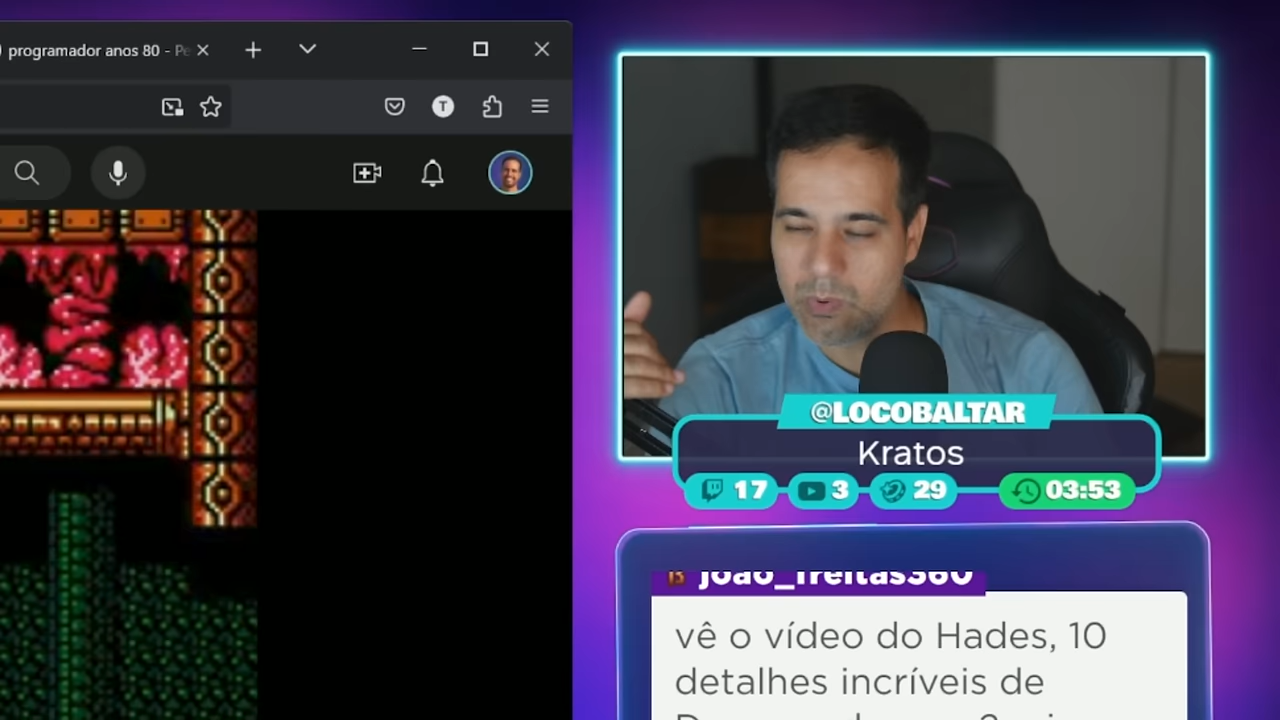 programador anos 80 - Pe
T
@LOCOBALTAR
Kratos
17 3 29 03:53
joao_freitas360
vê o vídeo do Hades, 10
detalhes incríveis de